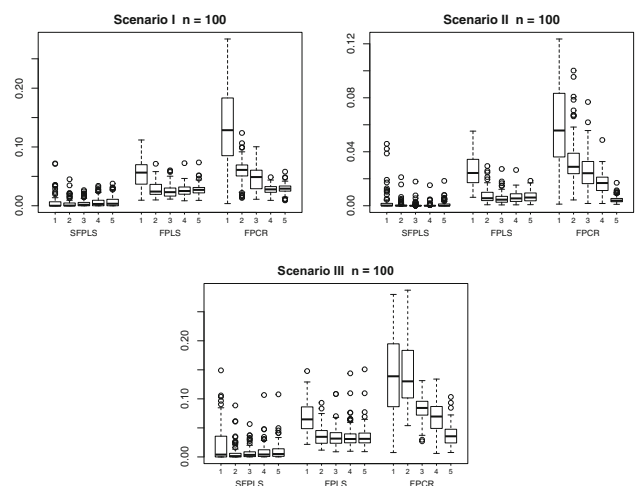 Scenario I n = 100
0.00 0.10 0.20
1 2 3 4 5 1 2 3 4 5 1 2 3 4 5
SFPLS FPLS FPCR
Scenario II n = 100
0.00 0.04 0.08 0.12
1 2 3 4 5 1 2 3 4 5 1 2 3 4 5
SFPLS FPLS FPCR
Scenario III n = 100
0.00 0.10 0.20
1 2 3 4 5 1 2 3 4 5 1 2 3 4 5
SFPLS FPLS FPCR